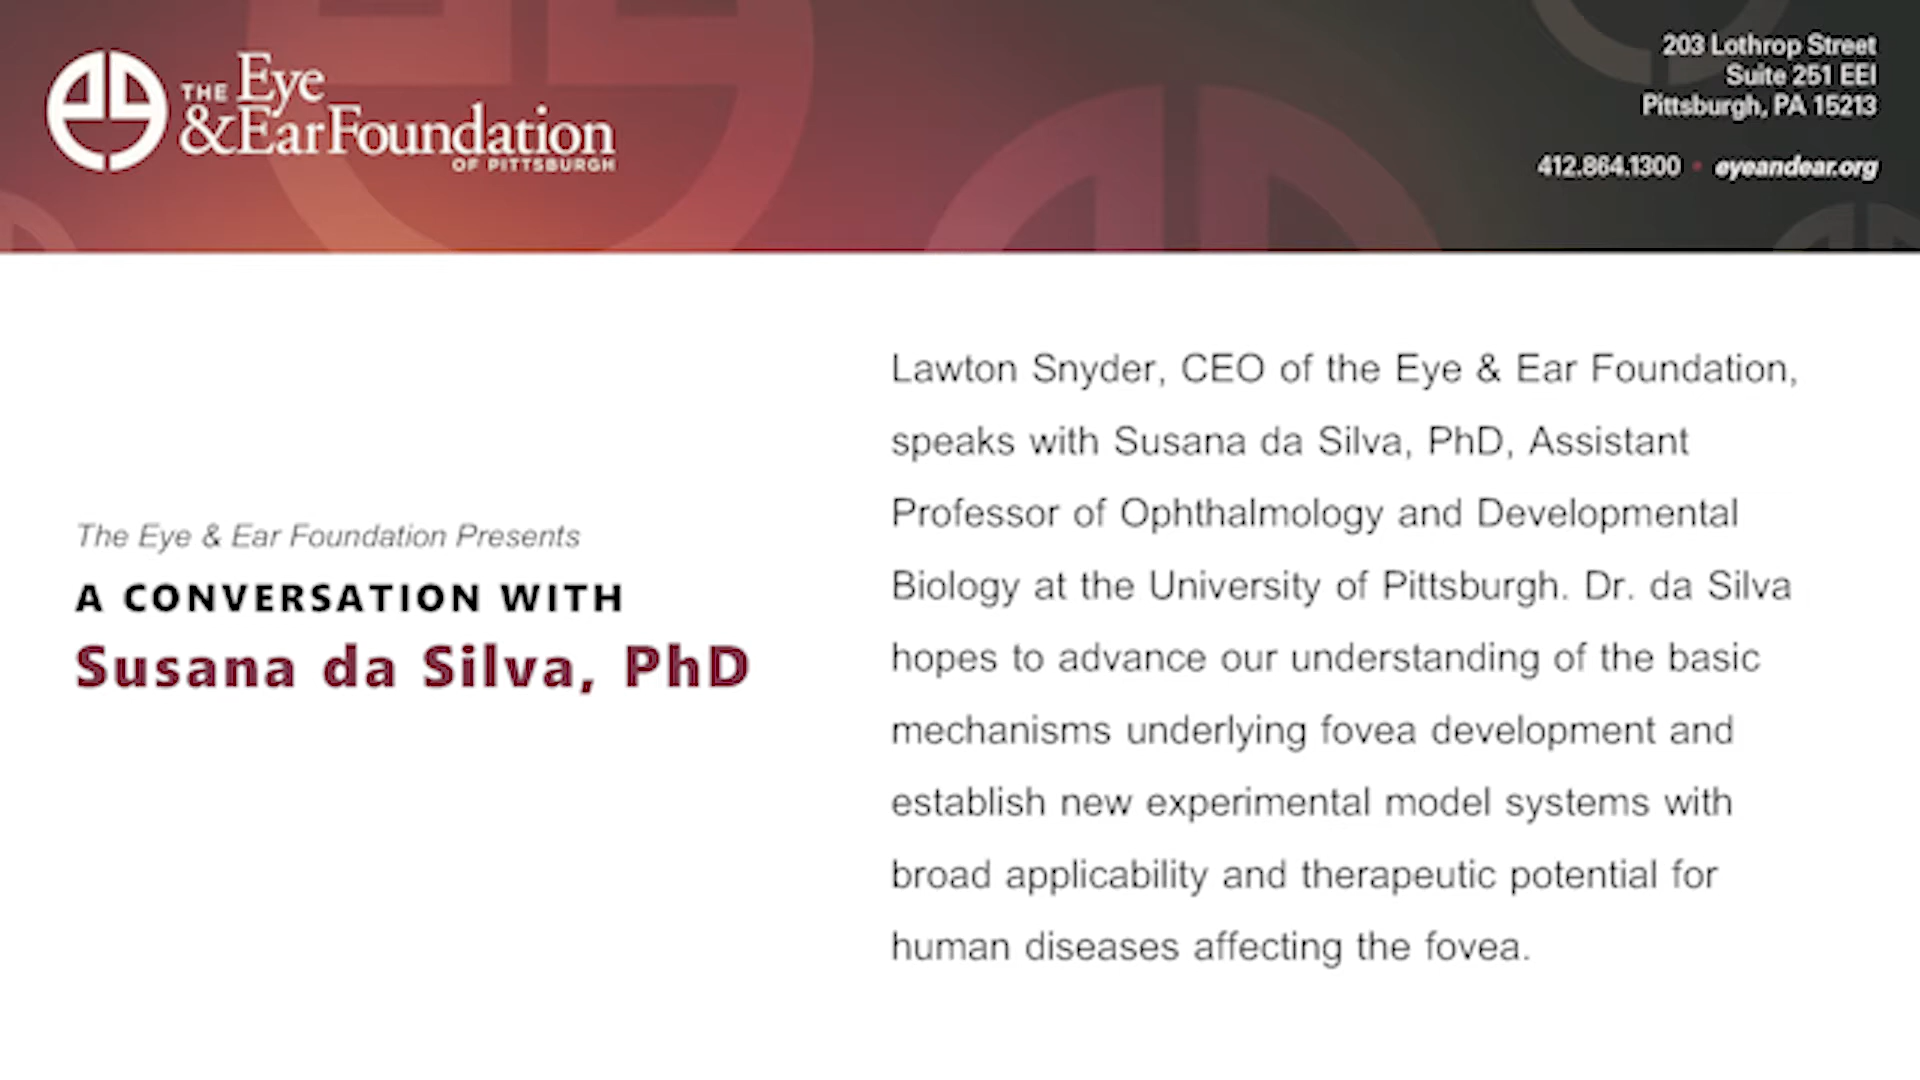 THE Eye
&Ear Foundation
OF PITTSBURGH
203 Lothrop Street
Suite 251 EEI
Pittsburgh, PA 15213
412.864.1300 • eyeandear.org
The Eye & Ear Foundation Presents
A CONVERSATION WITH
Susana da Silva, PhD
Lawton Snyder, CEO of the Eye & Ear Foundation,
speaks with Susana da Silva, PhD, Assistant
Professor of Ophthalmology and Developmental
Biology at the University of Pittsburgh. Dr. da Silva
hopes to advance our understanding of the basic
mechanisms underlying fovea development and
establish new experimental model systems with
broad applicability and therapeutic potential for
human diseases affecting the fovea.